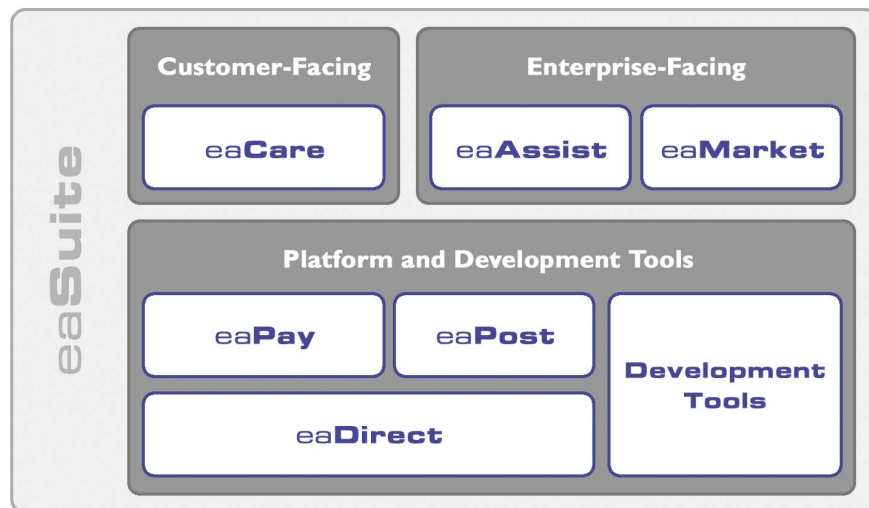 eaSuite
Customer-Facing
eaCare
Enterprise-Facing
eaAssist
eaMarket
Platform and Development Tools
eaPay
eaPost
eaDirect
Development
Tools